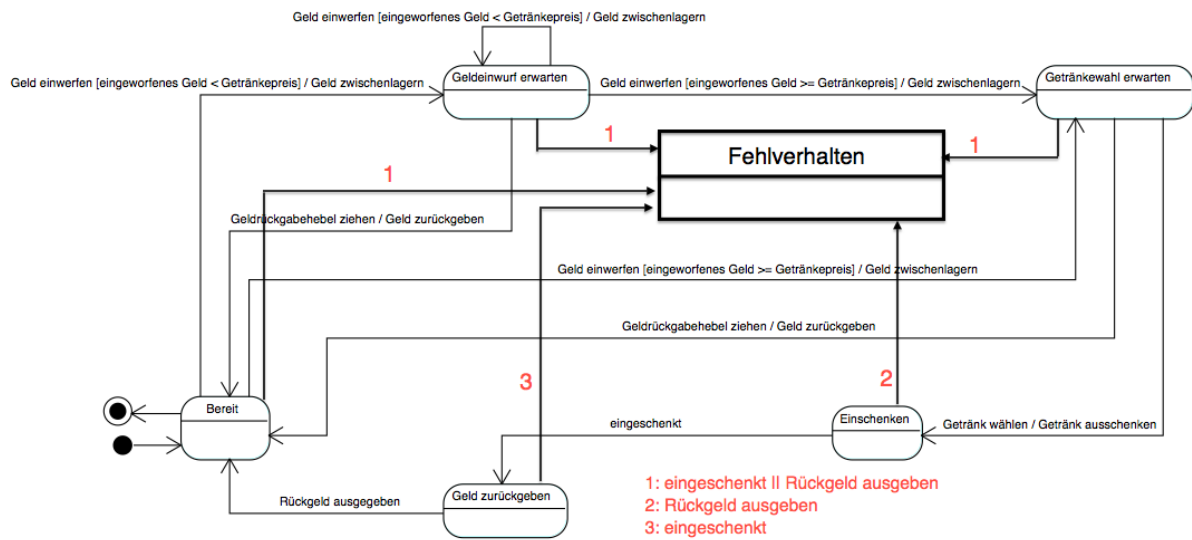 Geld einwerfen [eingeworfenes Geld < Getränkepreis] / Geld zwischenlagern
Geldeinwurf erwarten
Getränkewahl erwarten
Geld einwerfen [eingeworfenes Geld < Getränkepreis] / Geld zwischenlagern
Geld einwerfen [eingeworfenes Geld >= Getränkepreis] / Geld zwischenlagern
1
1
Fehlverhalten
1
Geldrückgabehebel ziehen / Geld zurückgeben
Geld einwerfen [eingeworfenes Geld >= Getränkepreis] / Geld zwischenlagern
Geldrückgabehebel ziehen / Geld zurückgeben
3
2
Bereit
Einschenken
eingeschenkt
Getränk wählen / Getränk ausschenken
Rückgeld ausgegeben
Geld zurückgeben
1: eingeschenkt || Rückgeld ausgeben
2: Rückgeld ausgeben
3: eingeschenkt